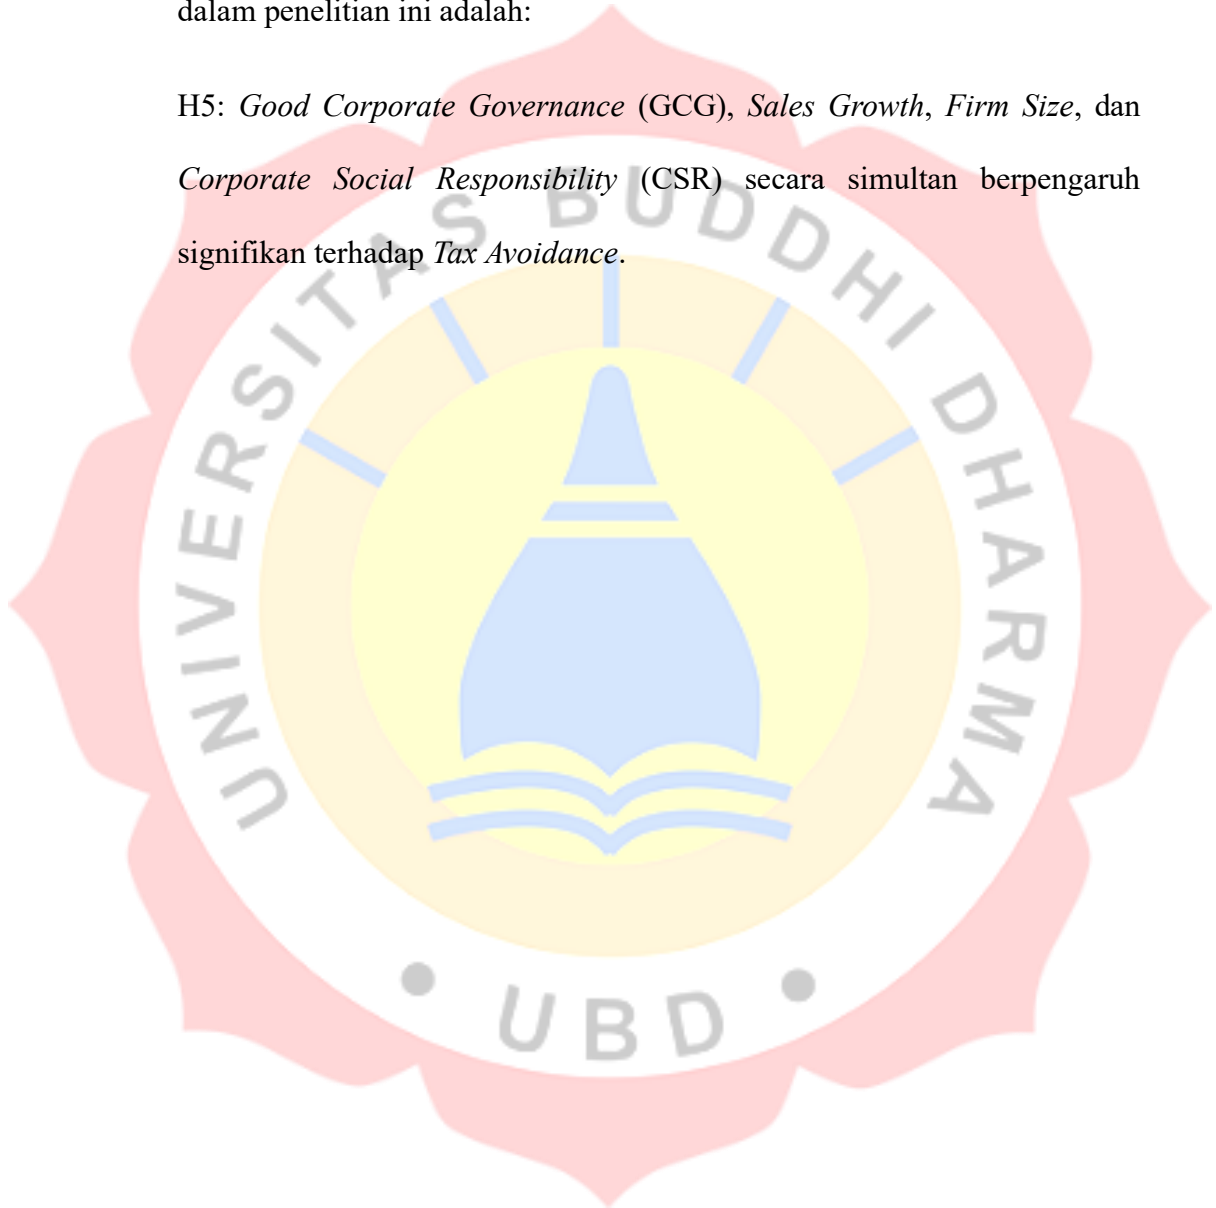 dalam penelitian ini adalah:
H5: Good Corporate Governance (GCG), Sales Growth, Firm Size, dan
Corporate Social Responsibility (CSR) secara simultan berpengaruh
signifikan terhadap Tax Avoidance.
UNIVERSITAS BUDDHI DHARMA
• UBD •